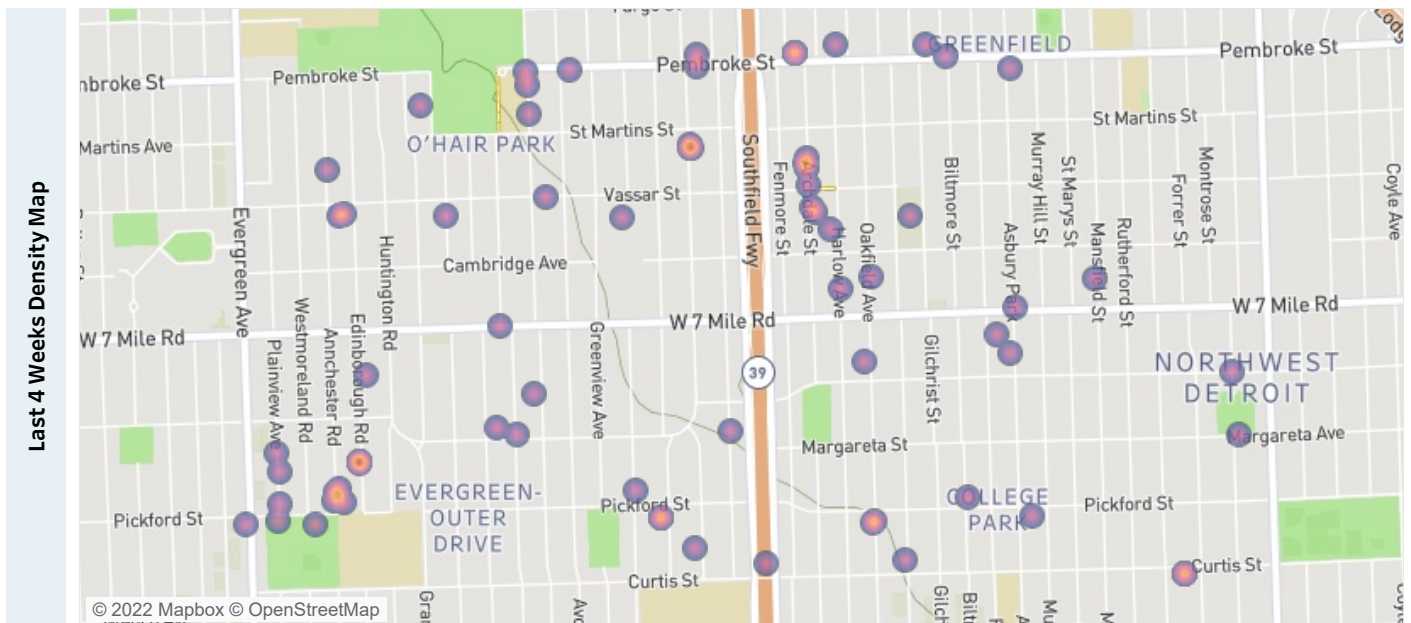 Last 4 Weeks Density Map
GREENFIELD
Pembroke St
Pembroke St
Pembroke St
nbroke St
St Martins St
St Martins St
Martins Ave
O'HAIR PARK
Vassar St
Cambridge Ave
W 7 Mile Rd
W 7 Mile Rd
W 7 Mile Rd
Evergreen Ave
Huntington Rd
Plainview Ave
Westmoreland Rd
Annchester Rd
Edinborough Rd
Greenview Ave
Southfield Fwy
39
Fenmore St
Archdale St
Harlow Ave
Oakfield Ave
Biltmore St
Gilchrist St
Asbury Park
Murray Hill St
St Marys St
Mansfield St
Rutherford St
Forrer St
Montrose St
Coyle Ave
NORTHWEST
DETROIT
Margareta St
Margareta Ave
EVERGREEN-
OUTER
DRIVE
COLLEGE
PARK
Pickford St
Pickford St
Pickford St
Curtis St
Curtis St
© 2022 Mapbox © OpenStreetMap